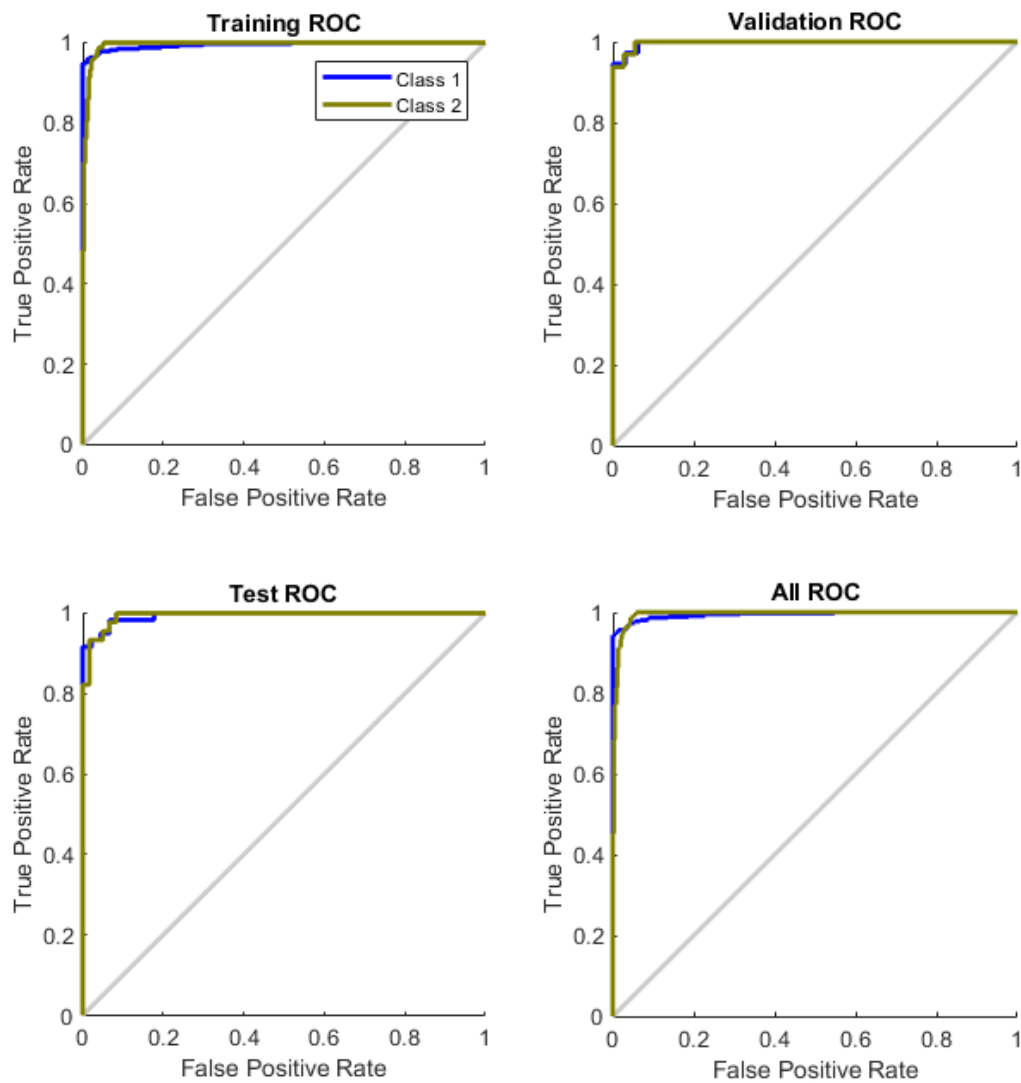 Training ROC
1
0.8
0.6
0.4
0.2
0
True Positive Rate
Class 1
Class 2
0 0.2 0.4 0.6 0.8 1
False Positive Rate
Validation ROC
1
0.8
0.6
0.4
0.2
0
True Positive Rate
0 0.2 0.4 0.6 0.8 1
False Positive Rate
Test ROC
1
0.8
0.6
0.4
0.2
0
True Positive Rate
0 0.2 0.4 0.6 0.8 1
False Positive Rate
All ROC
1
0.8
0.6
0.4
0.2
0
True Positive Rate
0 0.2 0.4 0.6 0.8 1
False Positive Rate